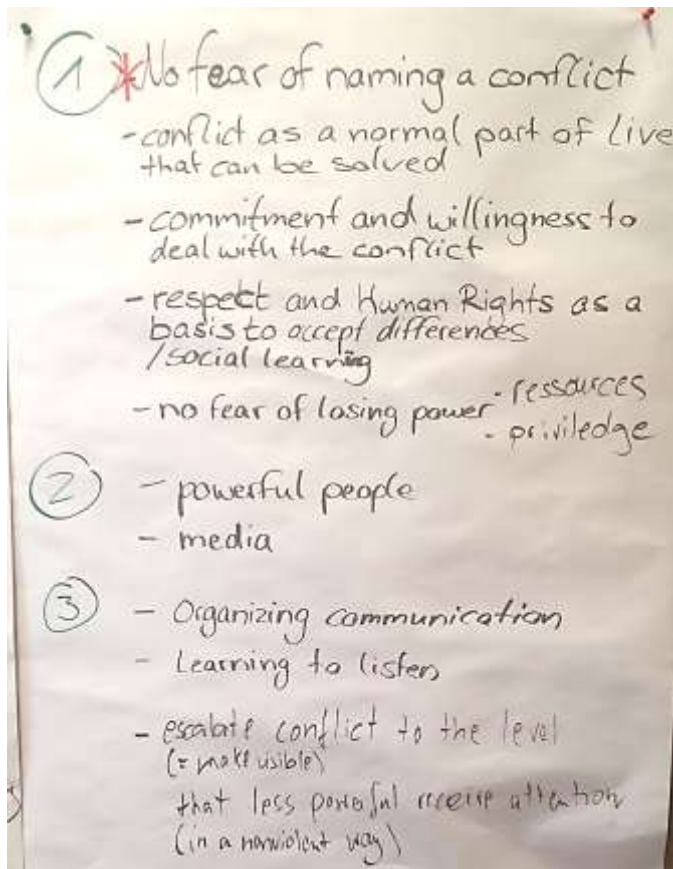 1 * No fear of naming a conflict
- conflict as a normal part of live
that can be solved
- commitment and willingness to
deal with the conflict
- respect and Human Rights as a
basis to accept differences
/social learning
- no fear of losing power - ressources
- priviledge
2 - powerful people
- media
3 - Organizing communication
- Learning to listen
- escalate conflict to the level
(= make visible)
that less powerful receive attention
(in a nonviolent way)